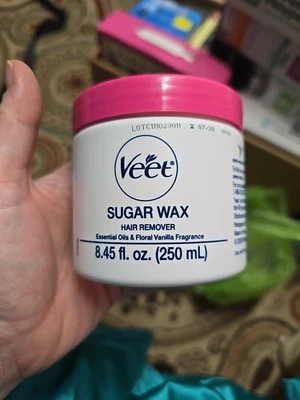 Veet
SUGAR WAX
HAIR REMOVER
Essential Oils & Floral Vanilla Fragrance
8.45 fl. oz. (250 mL)